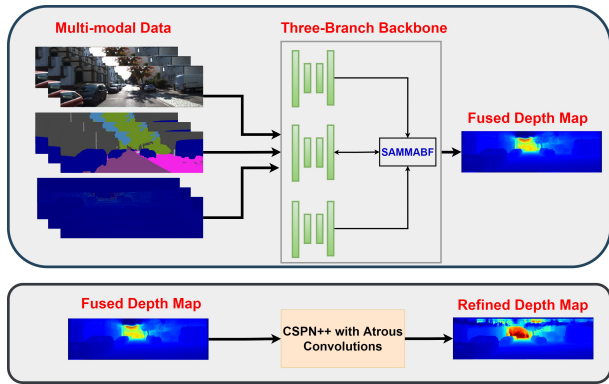 Multi-modal Data
Three-Branch Backbone
SAMMABF
Fused Depth Map
Fused Depth Map
CSPN++ with Atrous
Convolutions
Refined Depth Map